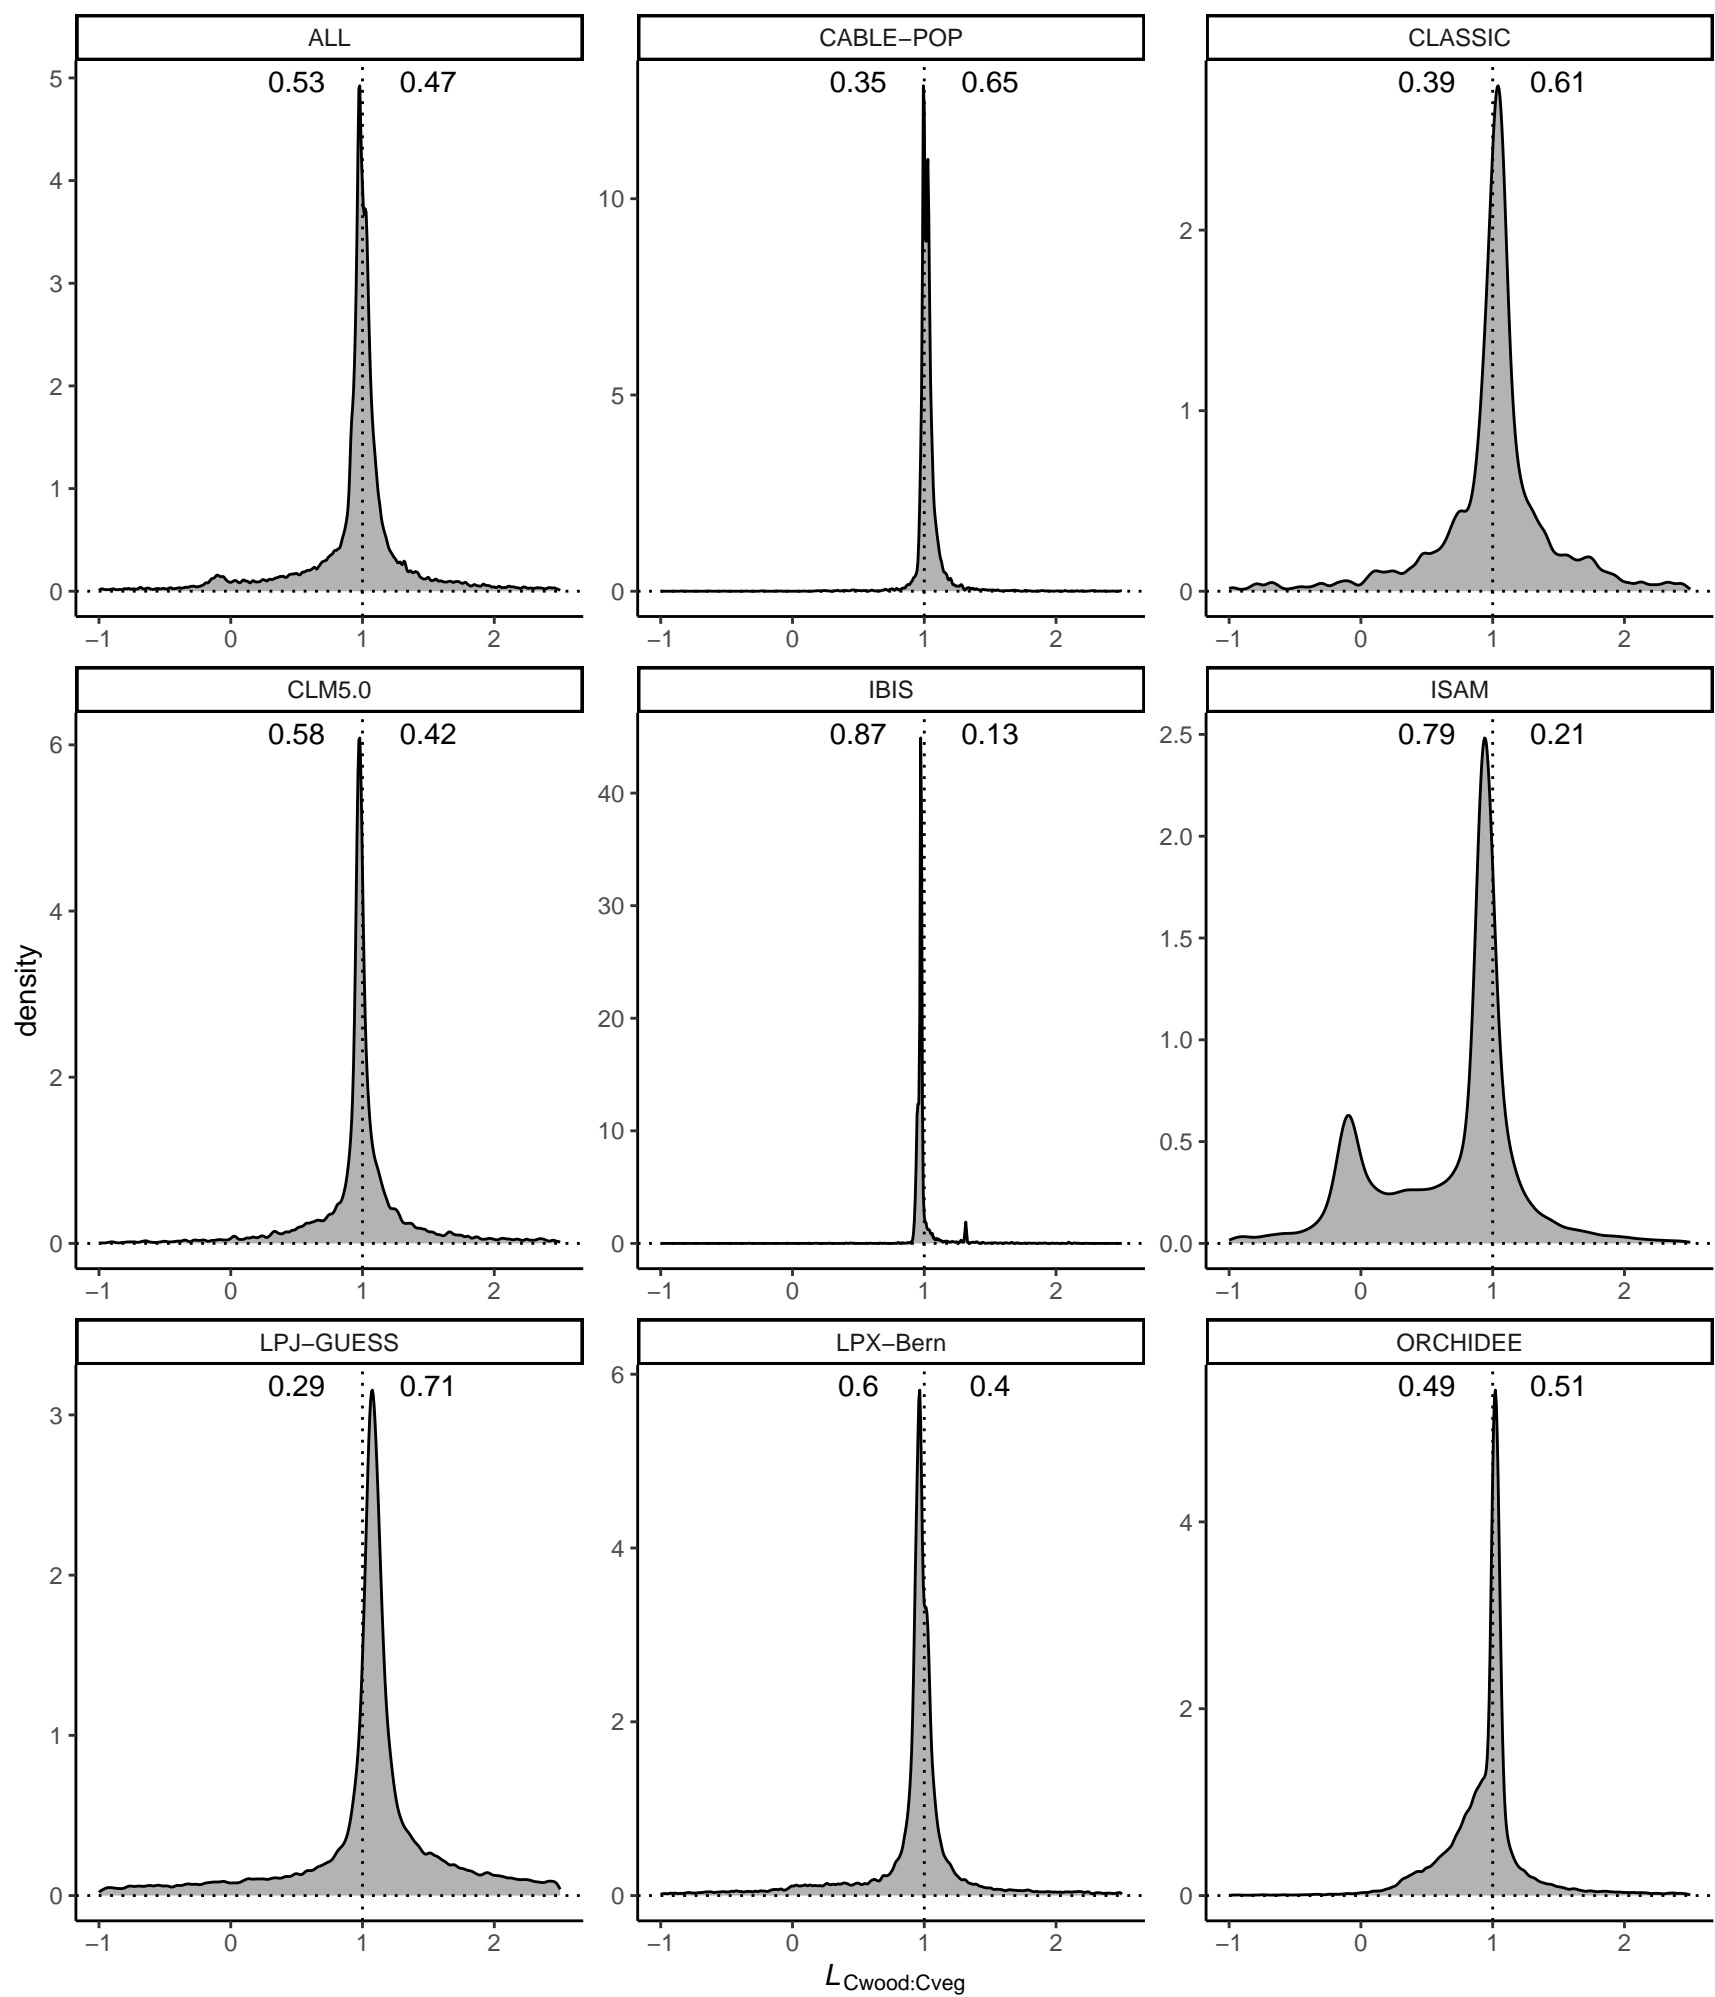 ALL
0.53 0.47
5
4
3
2
1
0
−1 0 1 2
CABLE−POP
0.35 0.65
10
5
0
−1 0 1 2
CLASSIC
0.39 0.61
2
1
0
−1 0 1 2
CLM5.0
0.58 0.42
6
4
2
0
−1 0 1 2
IBIS
0.87 0.13
40
30
20
10
0
−1 0 1 2
ISAM
0.79 0.21
2.5
2.0
1.5
1.0
0.5
0.0
−1 0 1 2
LPJ−GUESS
0.29 0.71
3
2
1
0
−1 0 1 2
LPX−Bern
0.6 0.4
6
4
2
0
−1 0 1 2
ORCHIDEE
0.49 0.51
4
2
0
−1 0 1 2
density
L Cwood:Cveg